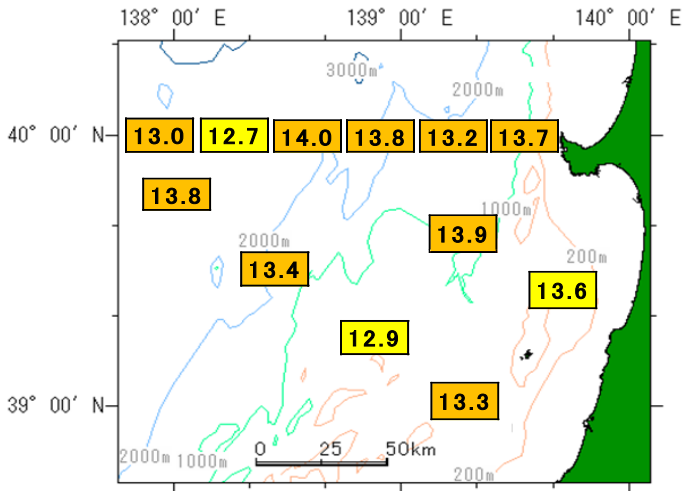 138° 00′ E 139° 00′ E 140° 00′ E
3000m
2000m
40° 00′ N
13.0 12.7 14.0 13.8 13.2 13.7
13.8
1000m
13.9
2000m
200m
13.4
13.6
12.9
39° 00′ N
13.3
0 25 50km
2000m 1000m
200m